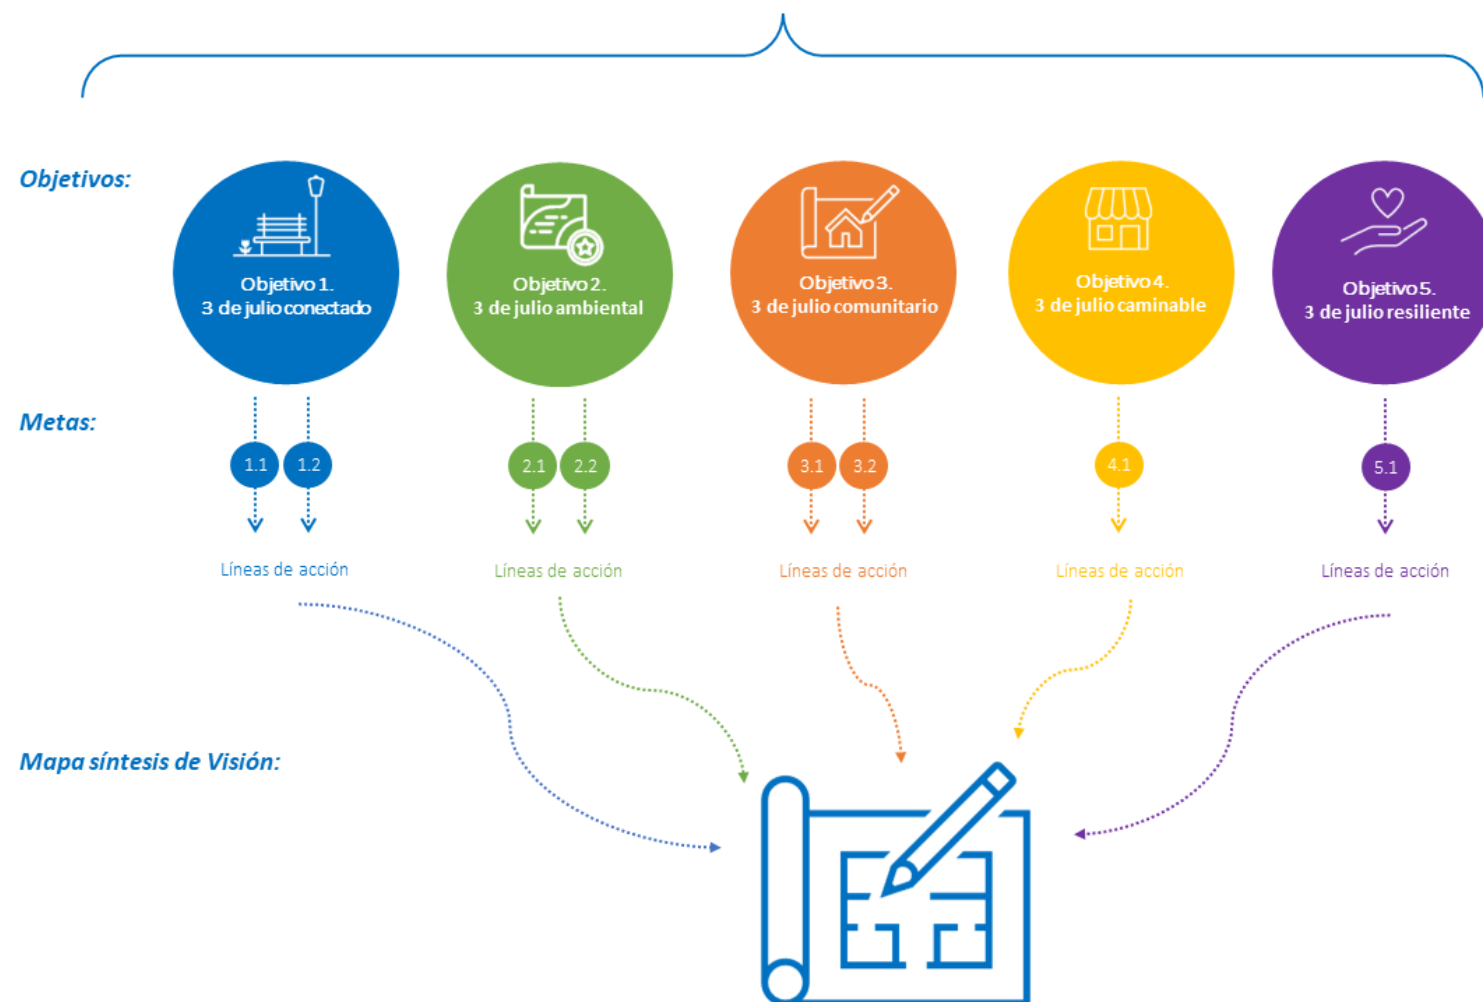 Objetivos:
Objetivo 1.
3 de julio conectado
Objetivo 2.
3 de julio ambiental
Objetivo 3.
3 de julio comunitario
Objetivo 4.
3 de julio caminable
Objetivo 5.
3 de julio resiliente
Metas:
1.1 1.2 2.1 2.2 3.1 3.2 4.1 5.1
Líneas de acción Líneas de acción Líneas de acción Líneas de acción Líneas de acción
Mapa síntesis de Visión: